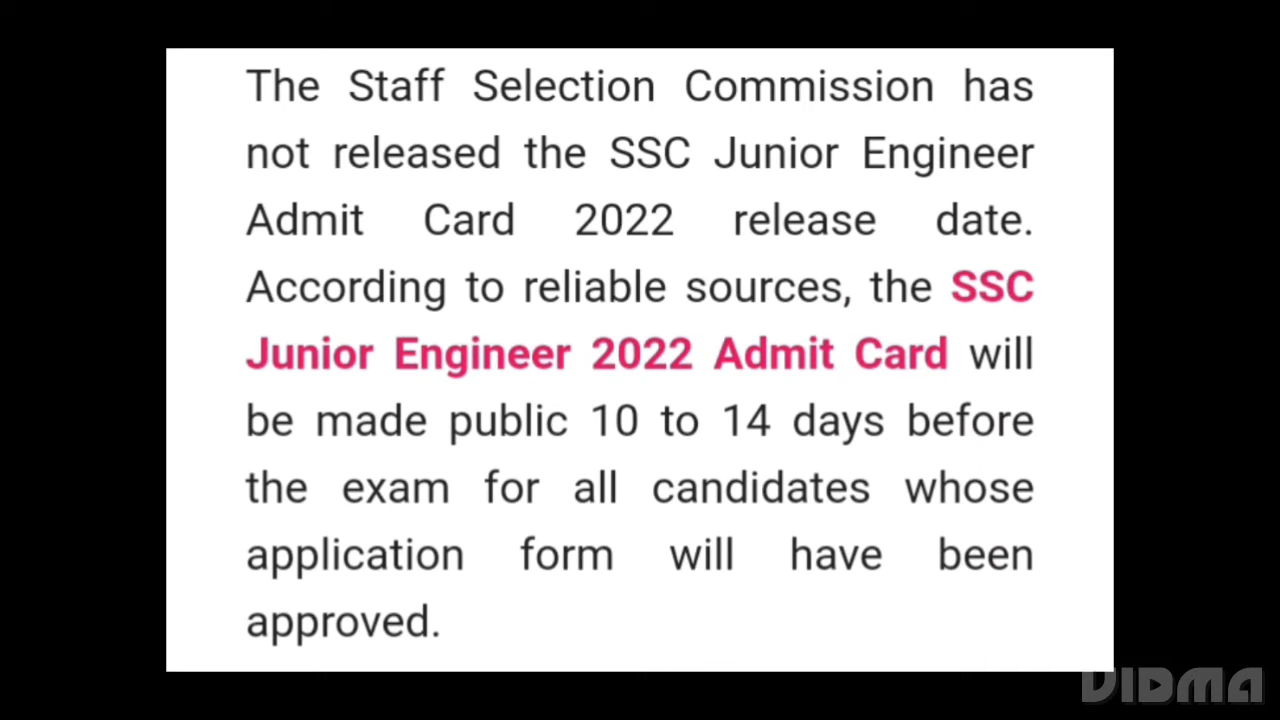 The Staff Selection Commission has
not released the SSC Junior Engineer
Admit Card 2022 release date.
According to reliable sources, the SSC
Junior Engineer 2022 Admit Card will
be made public 10 to 14 days before
the exam for all candidates whose
application form will have been
approved.
VIDMA